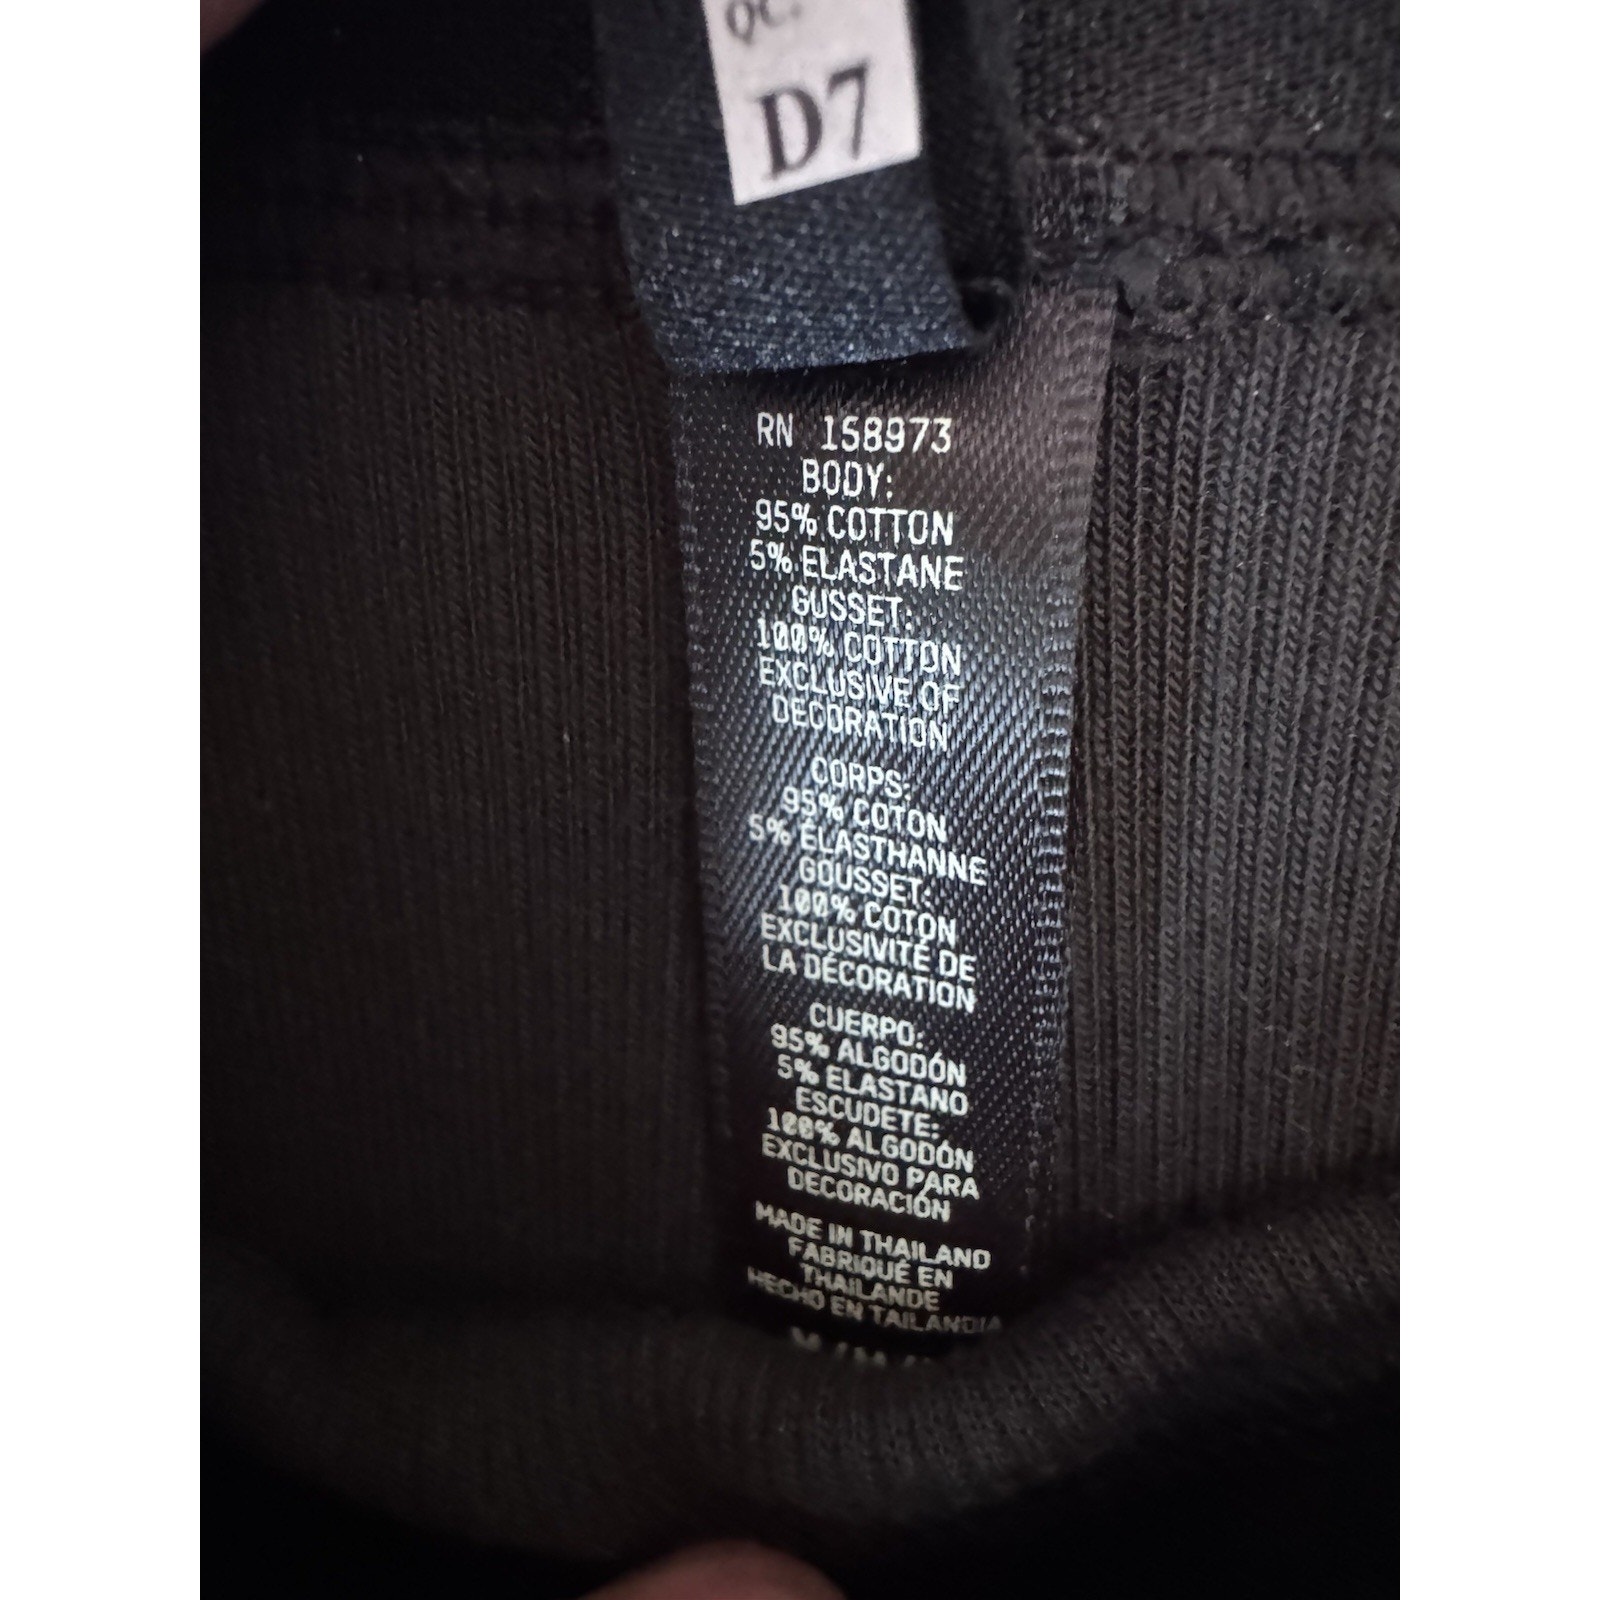 QC.
D7
RN 158973
BODY:
95% COTTON
5% ELASTANE
GUSSET:
100% COTTON
EXCLUSIVE OF
DECORATION
CORPS:
95% COTON
5% ÉLASTHANNE
GOUSSET:
100% COTON
EXCLUSIVITÉ DE
LA DÉCORATION
CUERPO:
95% ALGODÓN
5% ELASTANO
ESCUDETE:
100% ALGODÓN
EXCLUSIVO PARA
DECORACIÓN
MADE IN THAILAND
FABRIQUÉ EN
THAILANDE
HECHO EN TAILANDIA